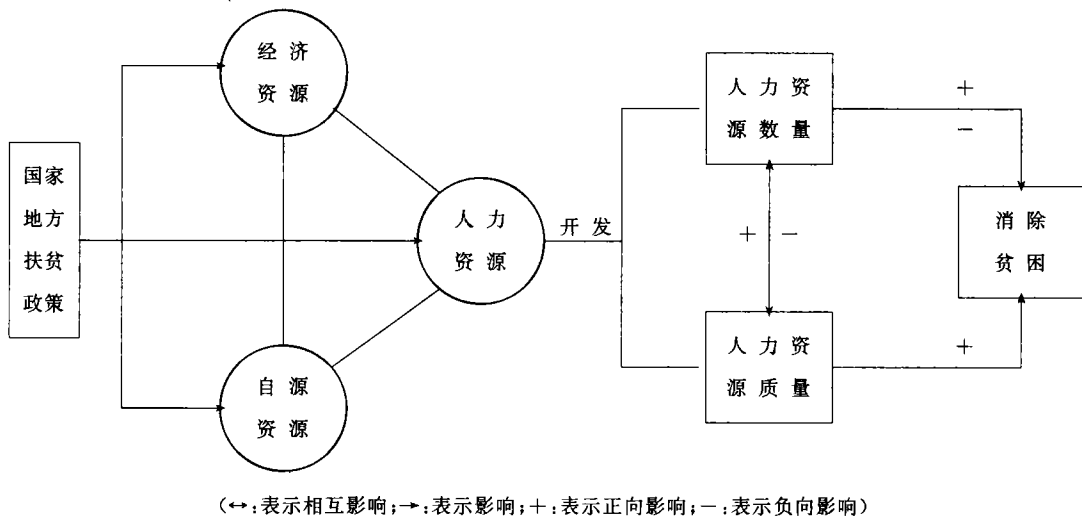 国家
地方
扶贫
政策
经济
资源
自源
资源
人力
资源
开发
人力资
源数量
+
-
+
-
人力资
源质量
+
消除
贫困
(↔:表示相互影响;→:表示影响;+:表示正向影响;-:表示负向影响)